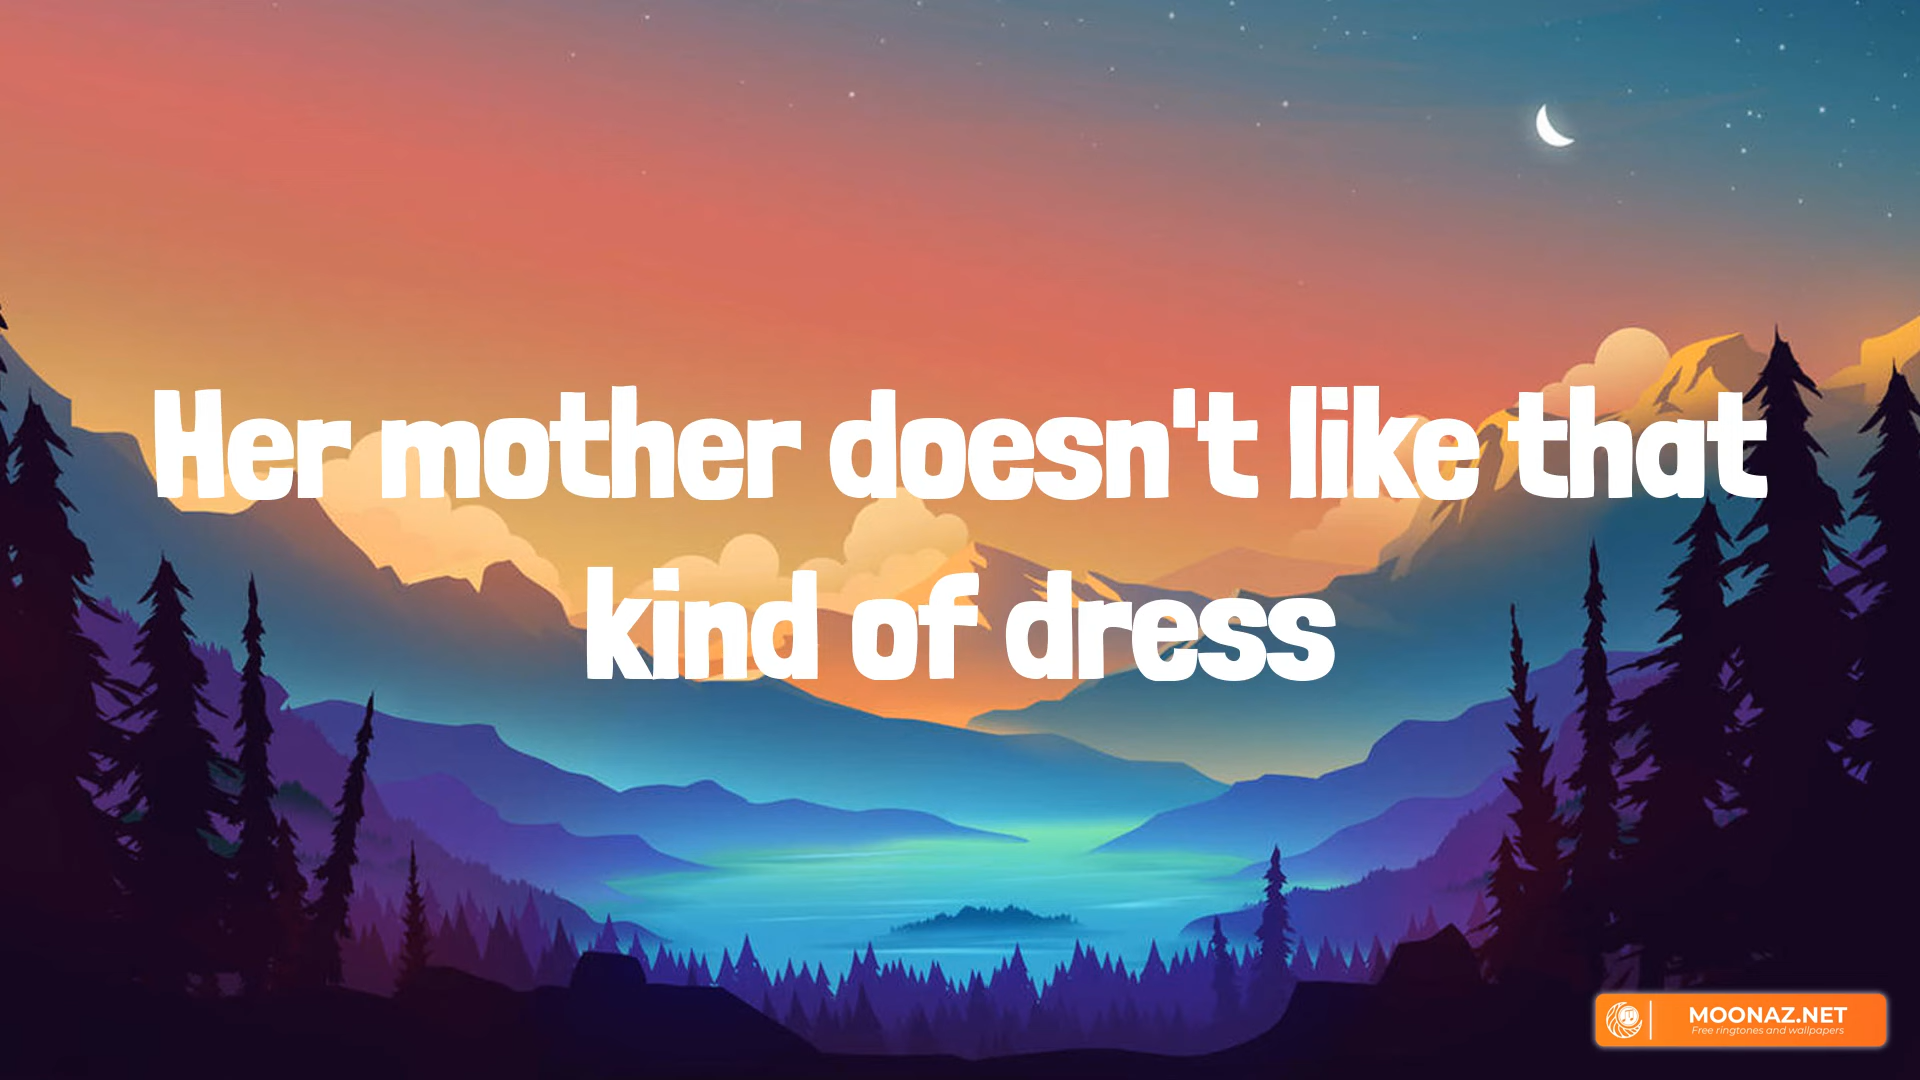 Her mother doesn't like that
kind of dress
MOONAZ.NET
Free ringtones and wallpapers